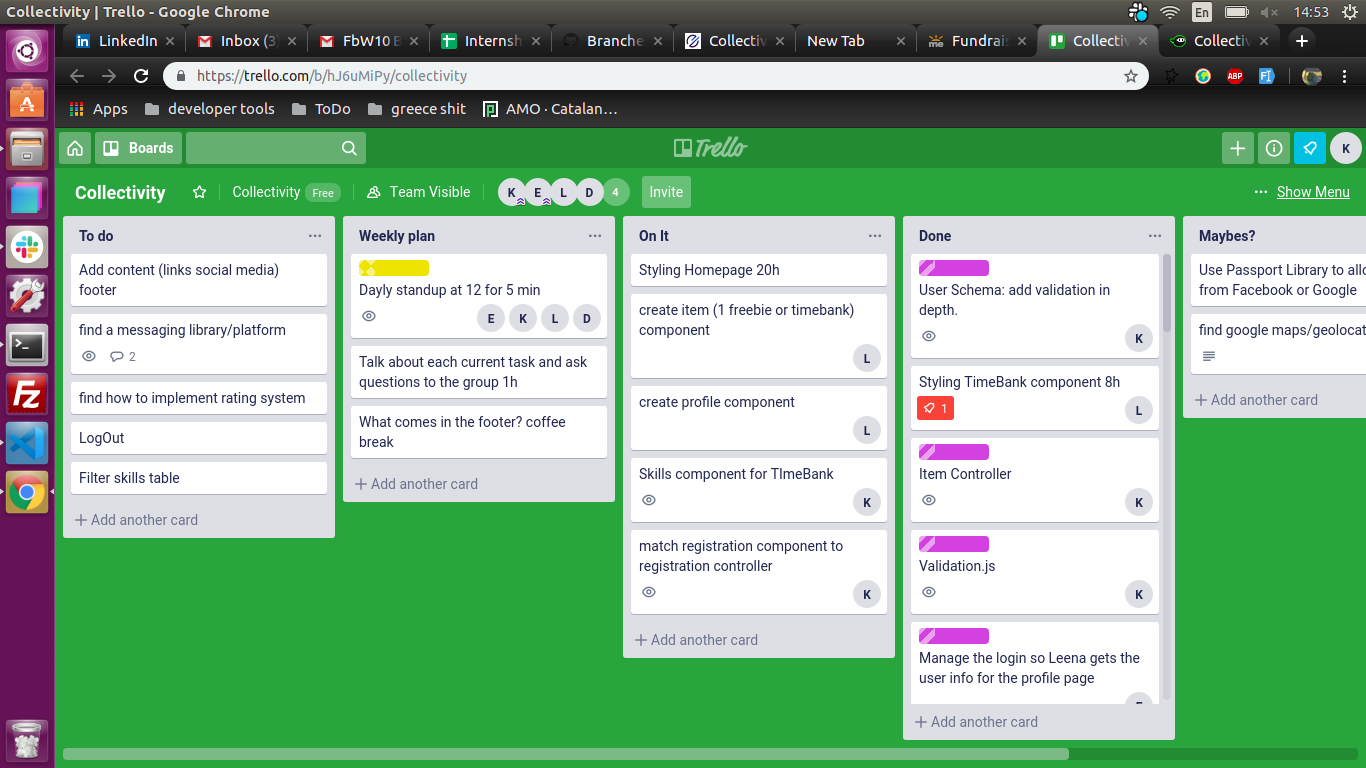 Collectivity | Trello - Google Chrome
En
14:53
LinkedIn
Inbox (3)
FbW10 B
Internsh
Branche
Collectiv
New Tab
Fundrai
Collectiv
Collectiv
https://trello.com/b/hJ6uMiPy/collectivity
ABP
Apps
developer tools
ToDo
greece shit
AMO · Catalan…
Boards
Trello
K
Collectivity
Collectivity
Free
Team Visible
K E L D 4
Invite
Show Menu
To do
Add content (links social media)
footer
find a messaging library/platform
2
find how to implement rating system
LogOut
Filter skills table
Add another card
Weekly plan
Dayly standup at 12 for 5 min
E K L D
Talk about each current task and ask
questions to the group 1h
What comes in the footer? coffee
break
Add another card
On It
Styling Homepage 20h
create item (1 freebie or timebank)
component
L
create profile component
L
Skills component for TImeBank
K
match registration component to
registration controller
K
Add another card
Done
User Schema: add validation in
depth.
K
Styling TimeBank component 8h
1
L
Item Controller
K
Validation.js
K
Manage the login so Leena gets the
user info for the profile page
Add another card
Maybes?
Use Passport Library to allo
from Facebook or Google
find google maps/geolocat
Add another card